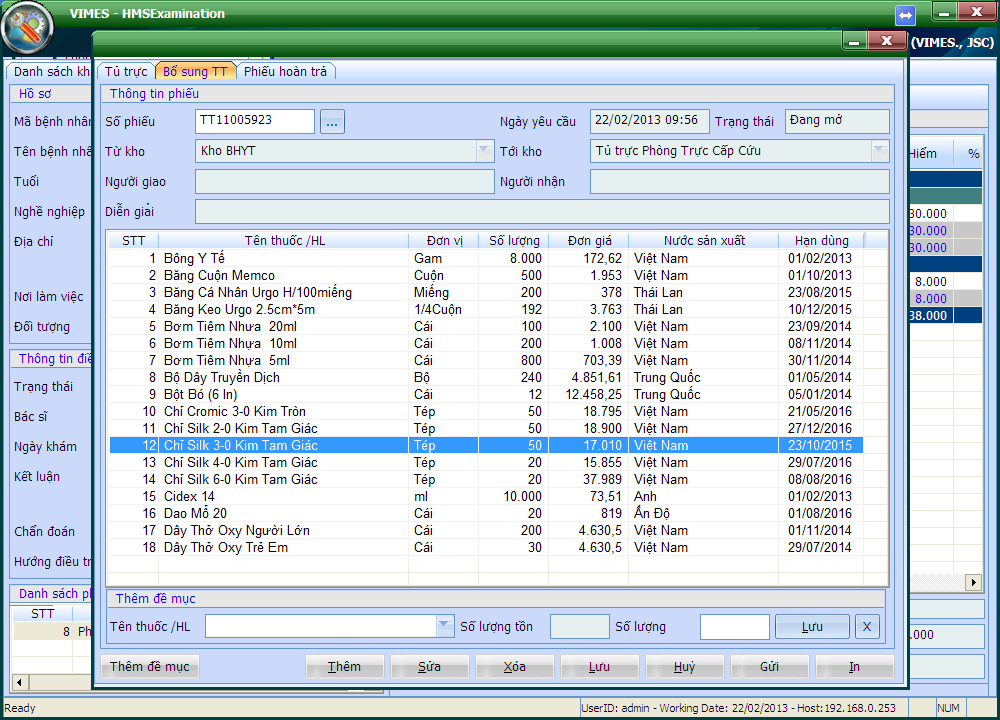 VIMES - HMSExamination
(VIMES., JSC)
Danh sách kh
Tủ trực Bổ sung TT Phiếu hoàn trả
Hồ sơ
Thông tin phiếu
Mã bệnh nhân
Số phiếu TT11005923 ... Ngày yêu cầu 22/02/2013 09:56 Trạng thái Đang mở
Tên bệnh nhâ
Từ kho Kho BHYT Tới kho Tủ trực Phòng Trực Cấp Cứu
hiểm %
Tuổi
Người giao Người nhận
Nghề nghiệp
Diễn giải
30.000
30.000
30.000
Địa chỉ
STT Tên thuốc /HL Đơn vị Số lượng Đơn giá Nước sản xuất Hạn dùng
1 Bông Y Tế Gam 8.000 172,62 Việt Nam 01/02/2013
2 Băng Cuộn Memco Cuộn 500 1.953 Việt Nam 01/10/2013
8.000
3 Băng Cá Nhân Urgo H/100miếng Miếng 200 378 Thái Lan 23/08/2015
Nơi làm việc
8.000
4 Băng Keo Urgo 2.5cm*5m 1/4Cuộn 192 3.763 Thái Lan 10/12/2015
38.000
5 Bơm Tiêm Nhựa 20ml Cái 100 2.100 Việt Nam 23/09/2014
Đối tượng
6 Bơm Tiêm Nhựa 10ml Cái 200 1.008 Việt Nam 08/11/2014
7 Bơm Tiêm Nhựa 5ml Cái 800 703,39 Việt Nam 30/11/2014
Thông tin điề
8 Bộ Dây Truyền Dịch Bộ 240 4.851,61 Trung Quốc 01/05/2014
Trạng thái
9 Bột Bó (6 In) Cái 12 12.458,25 Trung Quốc 05/01/2014
10 Chỉ Cromic 3-0 Kim Tròn Tép 50 18.795 Việt Nam 21/05/2016
Bác sĩ
11 Chỉ Silk 2-0 Kim Tam Giác Tép 50 18.900 Việt Nam 27/12/2016
12 Chỉ Silk 3-0 Kim Tam Giác Tép 50 17.010 Việt Nam 23/10/2015
Ngày khám
13 Chỉ Silk 4-0 Kim Tam Giác Tép 20 15.855 Việt Nam 29/07/2016
14 Chỉ Silk 6-0 Kim Tam Giác Tép 20 37.989 Việt Nam 08/08/2016
Kết luận
15 Cidex 14 ml 10.000 73,51 Anh 01/02/2013
16 Dao Mổ 20 Cái 20 819 Ấn Độ 01/08/2016
17 Dây Thở Oxy Người Lớn Cái 200 4.630,5 Việt Nam 01/11/2014
Chẩn đoán
18 Dây Thở Oxy Trẻ Em Cái 30 4.630,5 Việt Nam 29/07/2014
Hướng điều tr
Danh sách ph
Thêm đề mục
STT
Tên thuốc /HL Số lượng tồn Số lượng Lưu X
8 Ph
.000
Thêm đề mục Thêm Sửa Xóa Lưu Huỷ Gửi In
Ready UserID: admin - Working Date: 22/02/2013 - Host:192.168.0.253 NUM